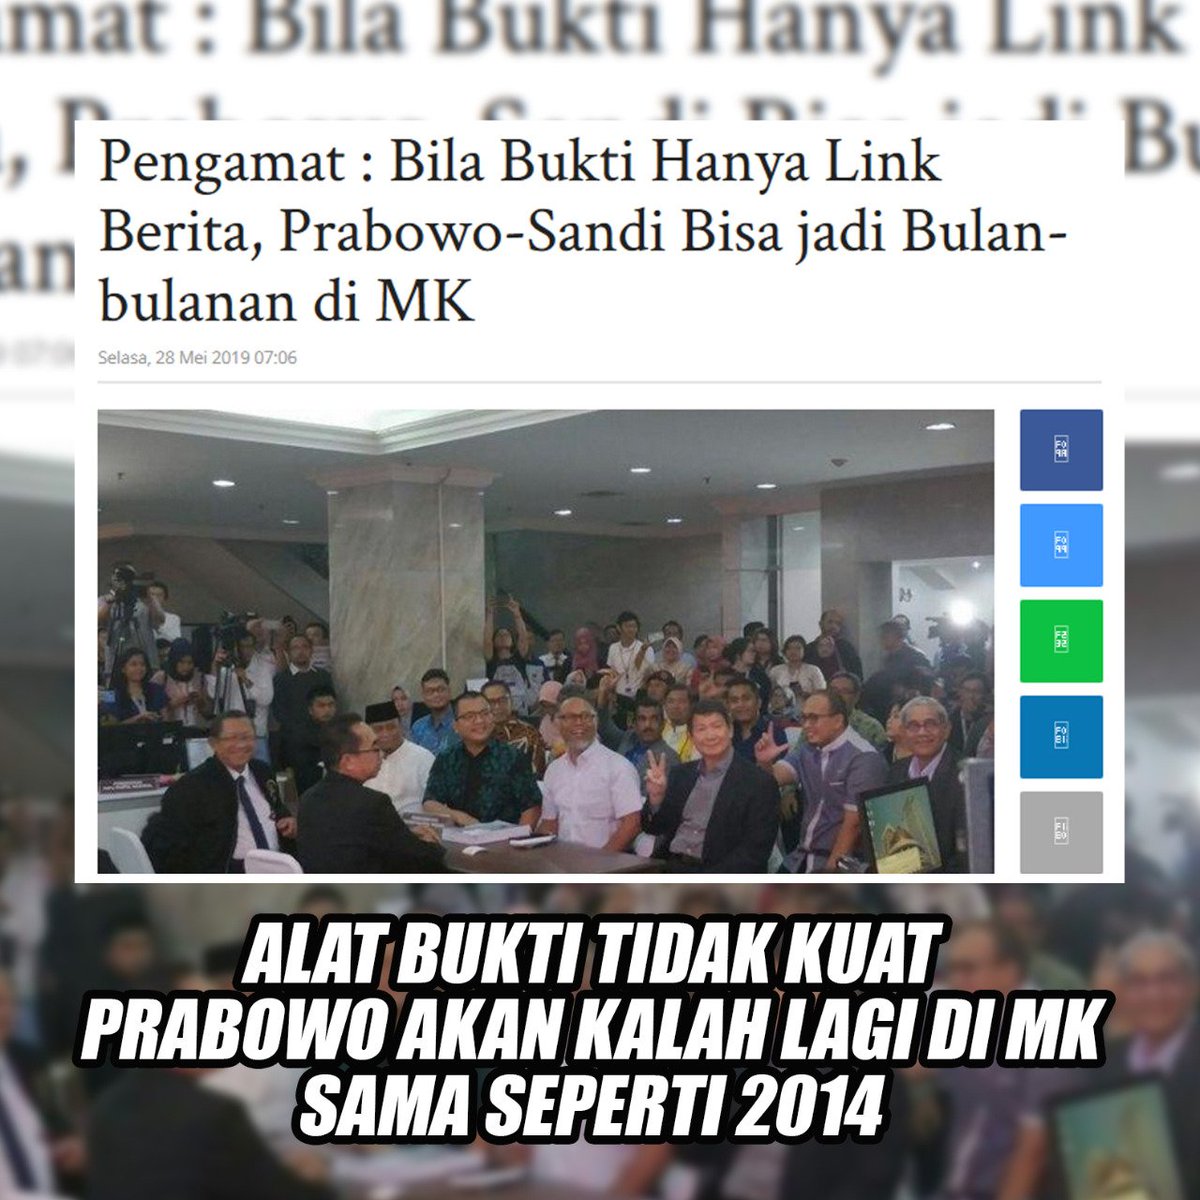 Pengamat : Bila Bukti Hanya Link
Berita, Prabowo-Sandi Bisa jadi Bulan-
bulanan di MK
Selasa, 28 Mei 2019 07:06
ALAT BUKTI TIDAK KUAT
PRABOWO AKAN KALAH LAGI DI MK
SAMA SEPERTI 2014